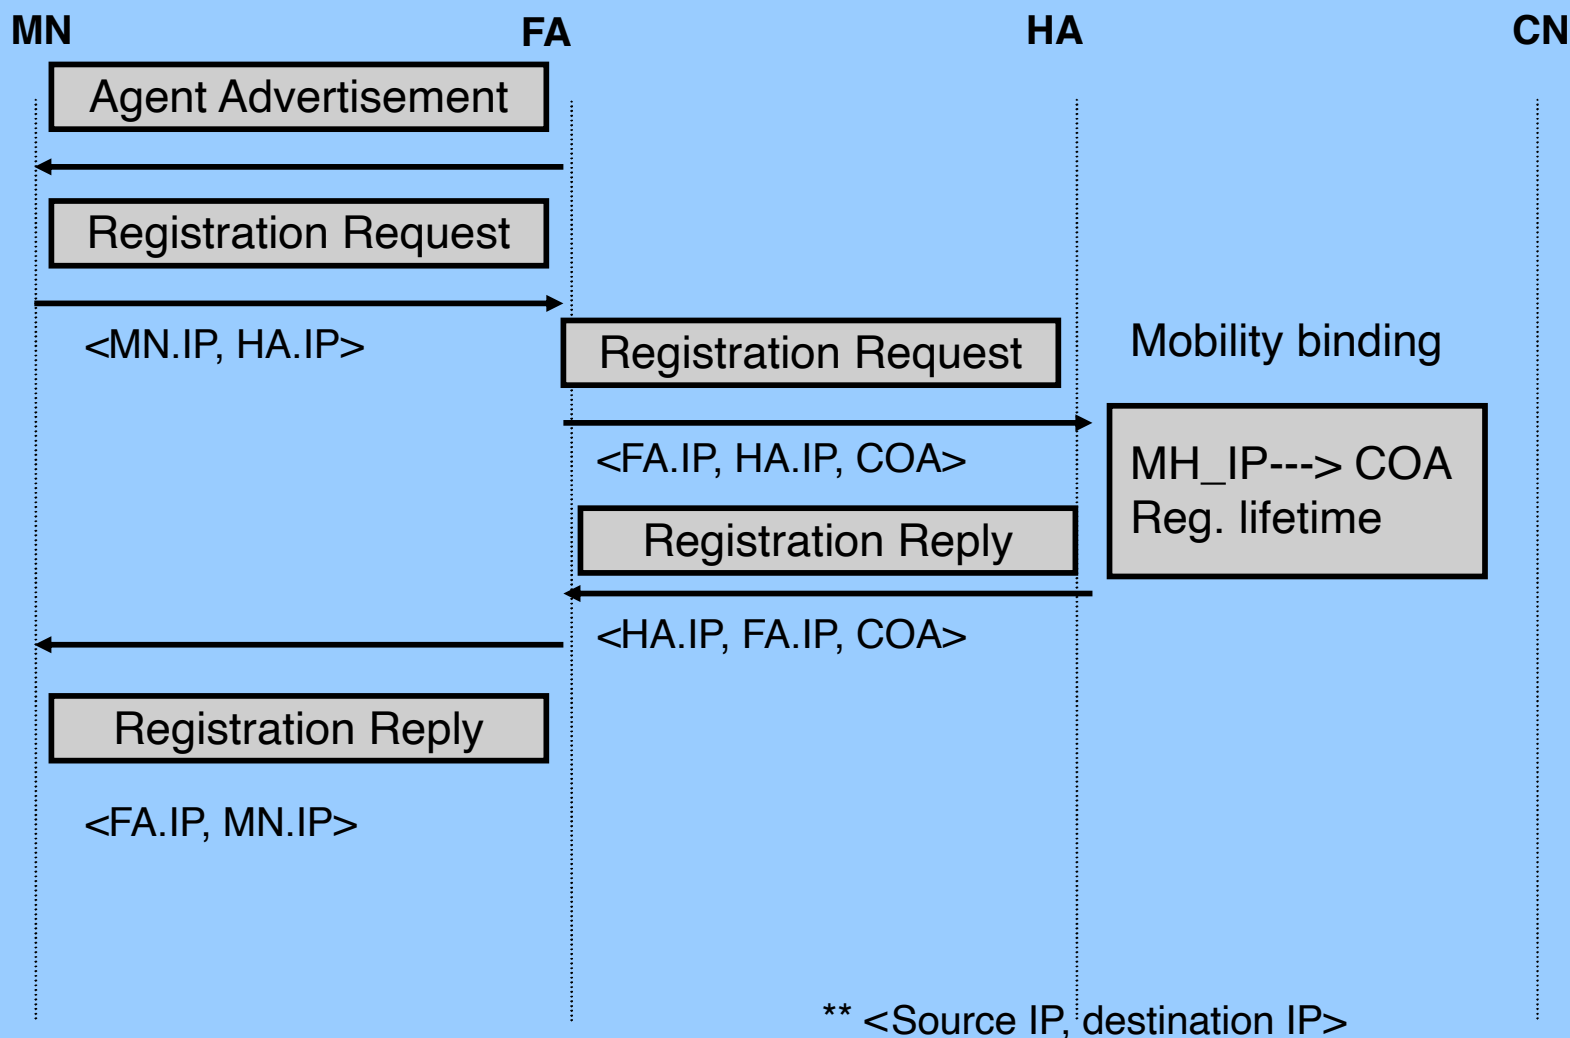 MN FA HA CN
Agent Advertisement
Registration Request
<MN.IP, HA.IP>
Registration Request
Mobility binding
<FA.IP, HA.IP, COA>
MH_IP---> COA
Reg. lifetime
Registration Reply
<HA.IP, FA.IP, COA>
Registration Reply
<FA.IP, MN.IP>
** <Source IP, destination IP>